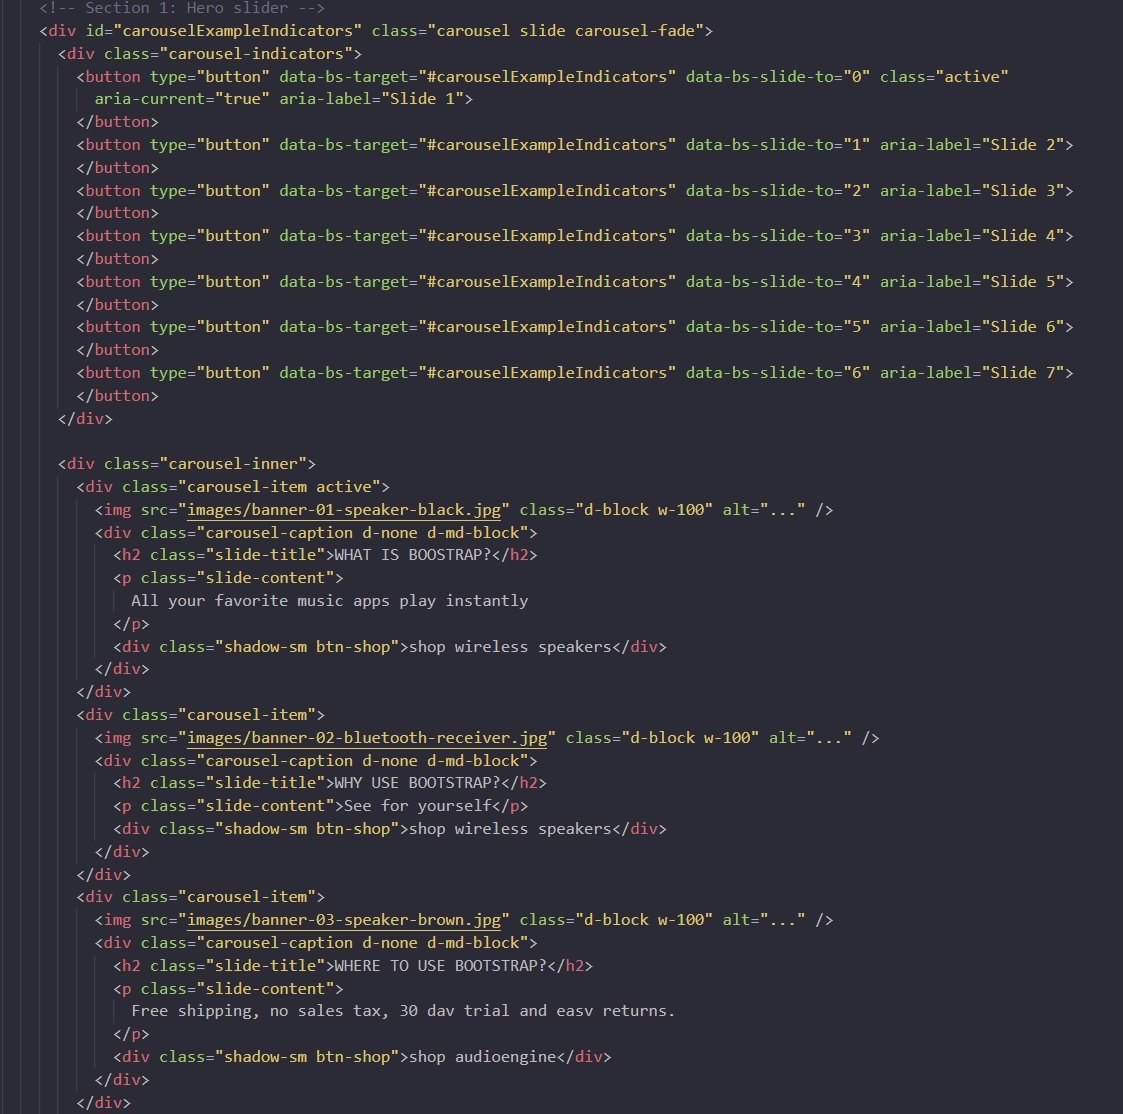 <!-- Section 1: Hero slider -->
<div id="carouselExampleIndicators" class="carousel slide carousel-fade">
<div class="carousel-indicators">
<button type="button" data-bs-target="#carouselExampleIndicators" data-bs-slide-to="0" class="active"
aria-current="true" aria-label="Slide 1">
</button>
<button type="button" data-bs-target="#carouselExampleIndicators" data-bs-slide-to="1" aria-label="Slide 2">
</button>
<button type="button" data-bs-target="#carouselExampleIndicators" data-bs-slide-to="2" aria-label="Slide 3">
</button>
<button type="button" data-bs-target="#carouselExampleIndicators" data-bs-slide-to="3" aria-label="Slide 4">
</button>
<button type="button" data-bs-target="#carouselExampleIndicators" data-bs-slide-to="4" aria-label="Slide 5">
</button>
<button type="button" data-bs-target="#carouselExampleIndicators" data-bs-slide-to="5" aria-label="Slide 6">
</button>
<button type="button" data-bs-target="#carouselExampleIndicators" data-bs-slide-to="6" aria-label="Slide 7">
</button>
</div>
<div class="carousel-inner">
<div class="carousel-item active">
<img src="images/banner-01-speaker-black.jpg" class="d-block w-100" alt="..." />
<div class="carousel-caption d-none d-md-block">
<h2 class="slide-title">WHAT IS BOOSTRAP?</h2>
<p class="slide-content">
All your favorite music apps play instantly
</p>
<div class="shadow-sm btn-shop">shop wireless speakers</div>
</div>
</div>
<div class="carousel-item">
<img src="images/banner-02-bluetooth-receiver.jpg" class="d-block w-100" alt="..." />
<div class="carousel-caption d-none d-md-block">
<h2 class="slide-title">WHY USE BOOTSTRAP?</h2>
<p class="slide-content">See for yourself</p>
<div class="shadow-sm btn-shop">shop wireless speakers</div>
</div>
</div>
<div class="carousel-item">
<img src="images/banner-03-speaker-brown.jpg" class="d-block w-100" alt="..." />
<div class="carousel-caption d-none d-md-block">
<h2 class="slide-title">WHERE TO USE BOOTSTRAP?</h2>
<p class="slide-content">
Free shipping, no sales tax, 30 dav trial and easv returns.
</p>
<div class="shadow-sm btn-shop">shop audioengine</div>
</div>
</div>